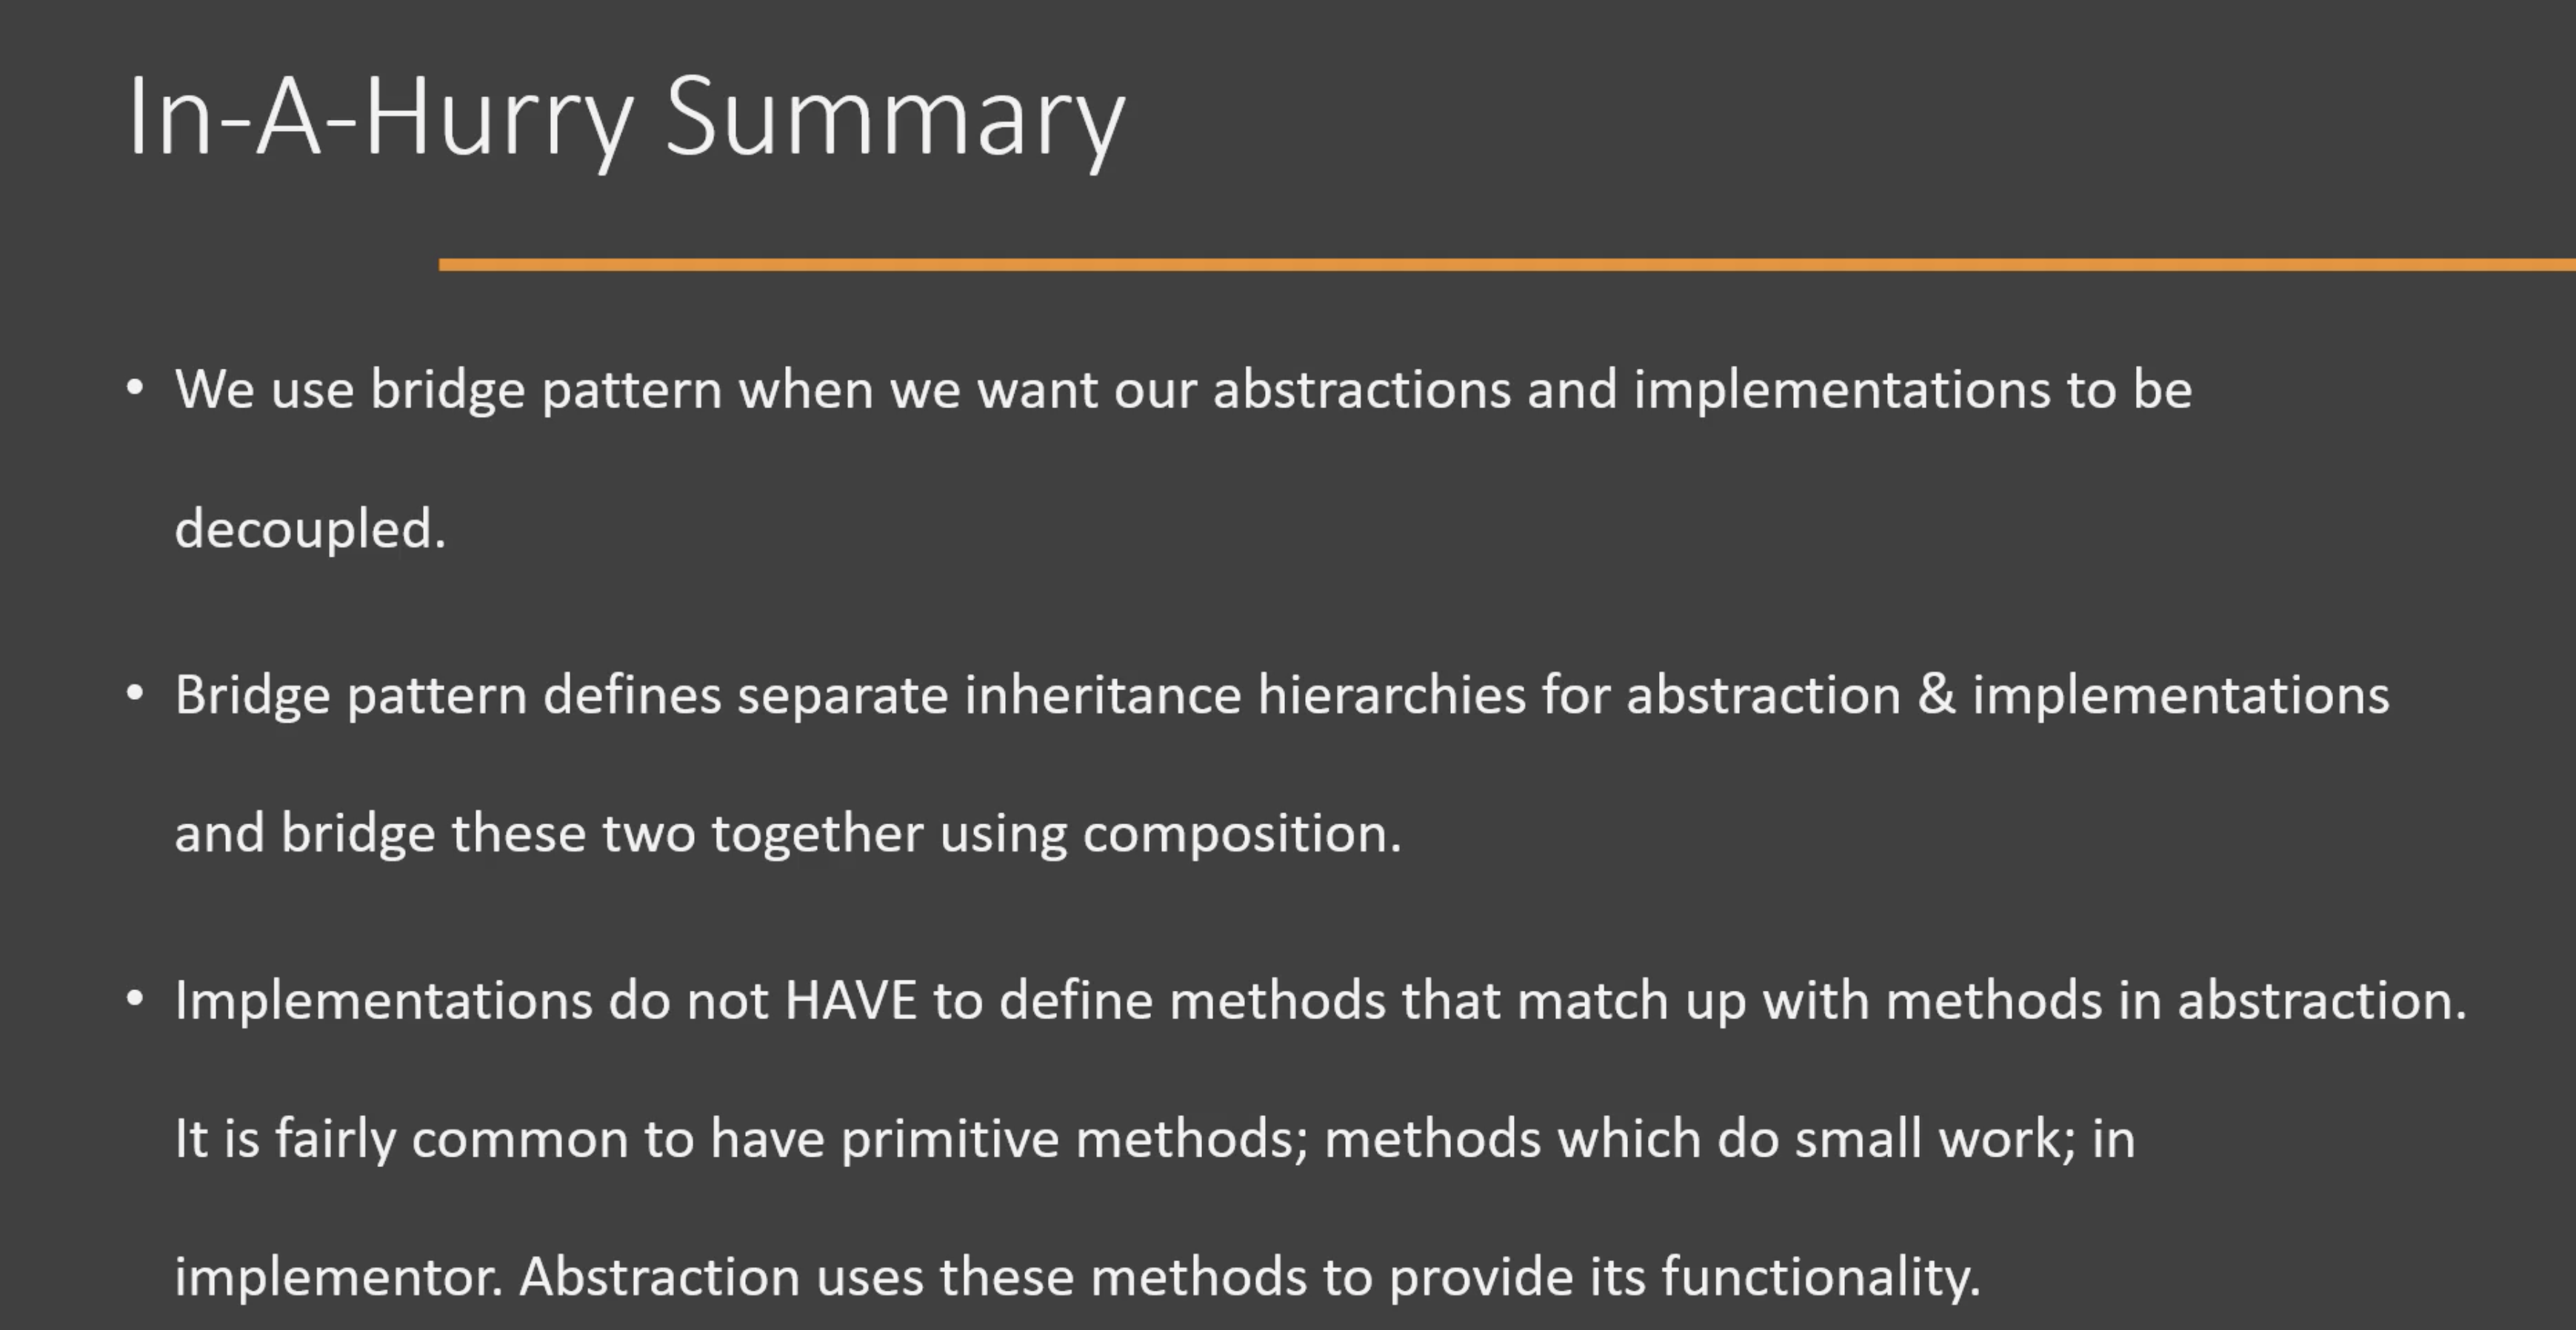 In-A-Hurry Summary
• We use bridge pattern when we want our abstractions and implementations to be
decoupled.
• Bridge pattern defines separate inheritance hierarchies for abstraction & implementations
and bridge these two together using composition.
• Implementations do not HAVE to define methods that match up with methods in abstraction.
It is fairly common to have primitive methods; methods which do small work; in
implementor. Abstraction uses these methods to provide its functionality.